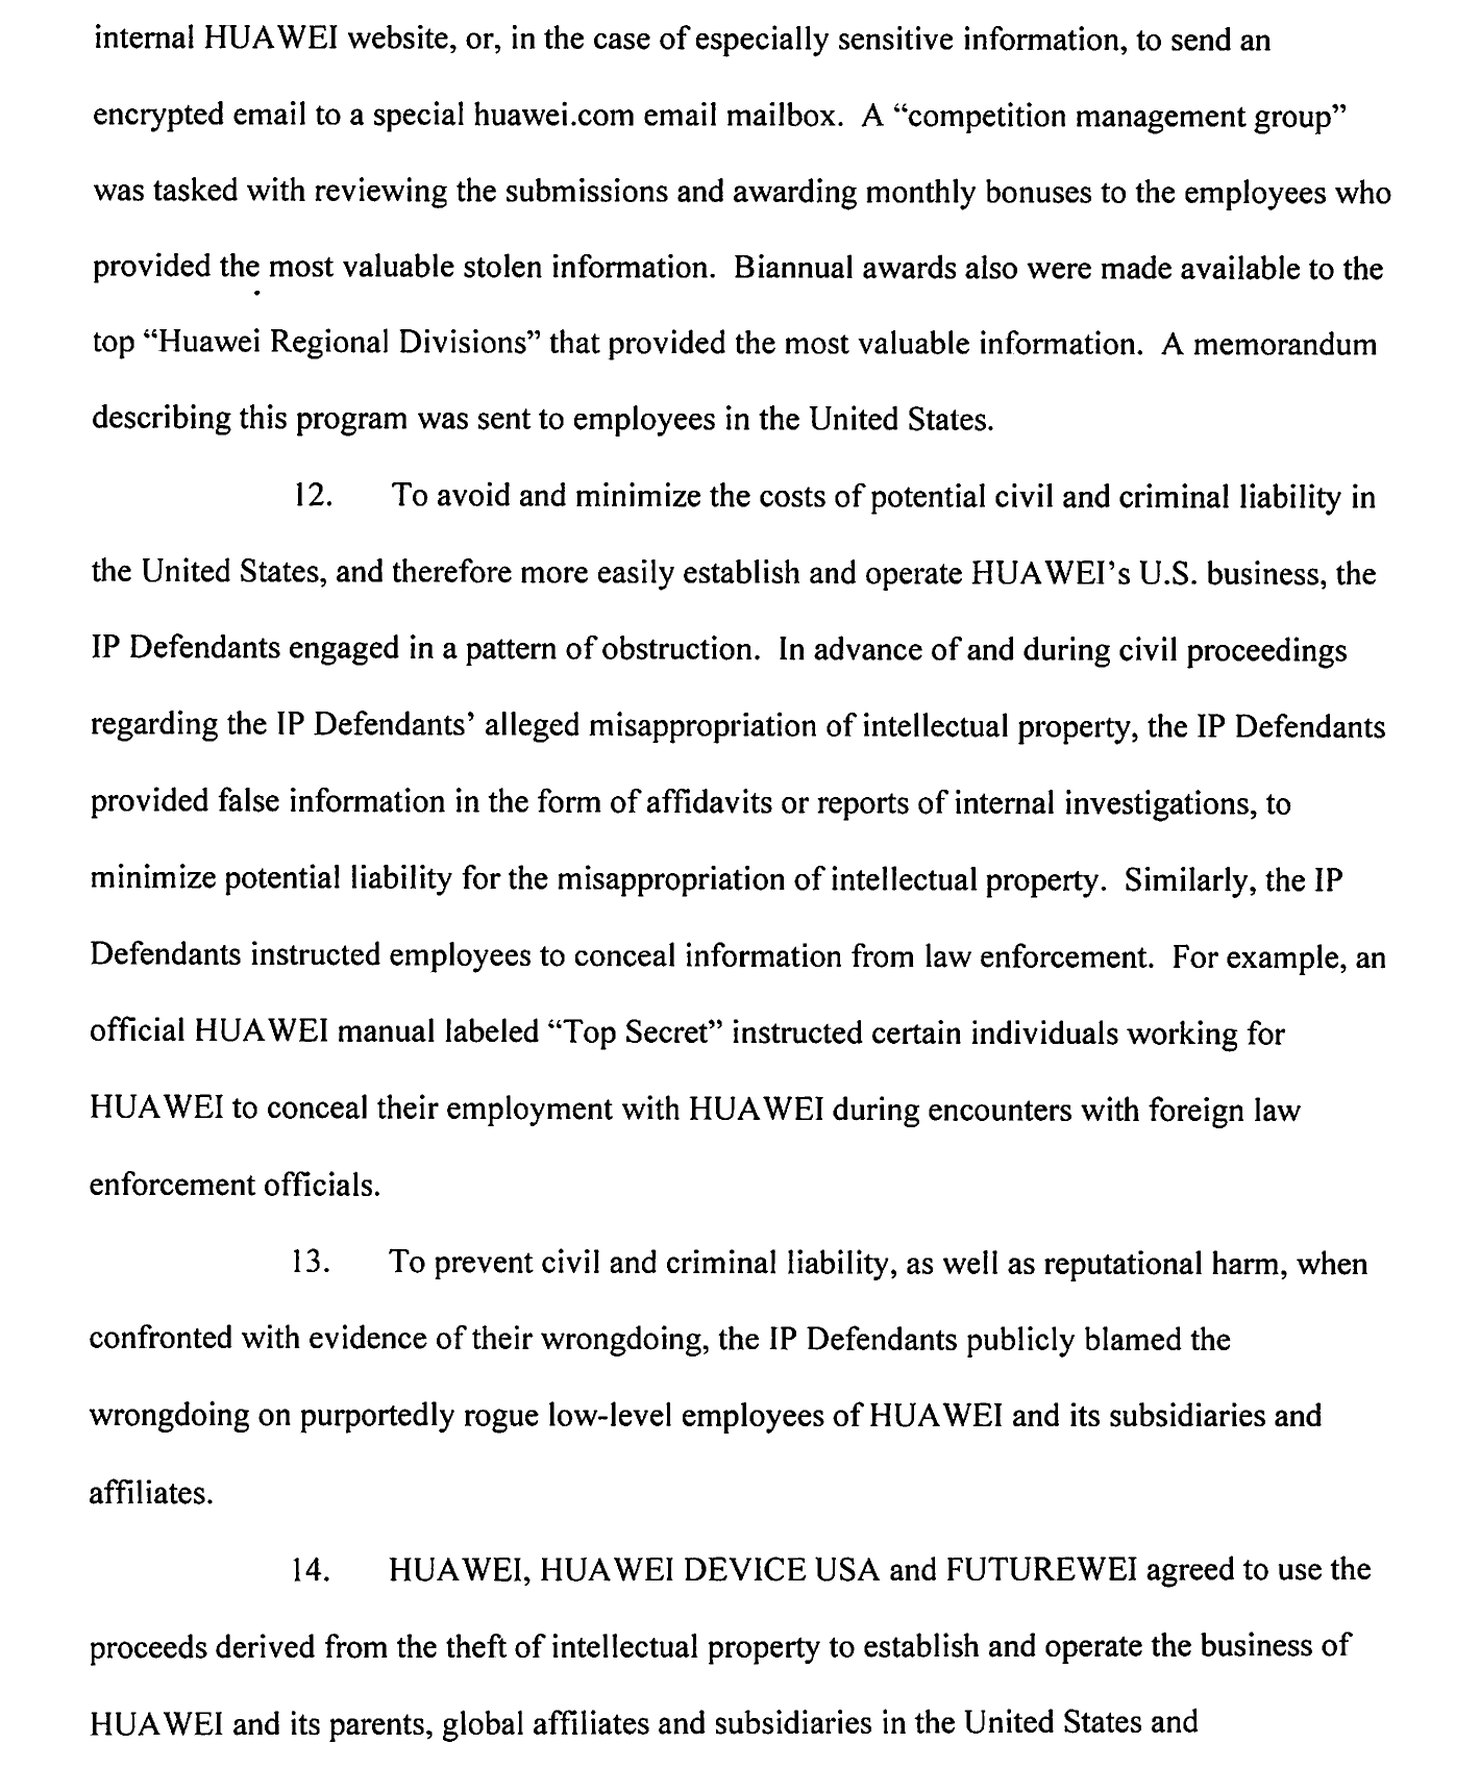 internal HUAWEI website, or, in the case of especially sensitive information, to send an
encrypted email to a special huawei.com email mailbox. A “competition management group”
was tasked with reviewing the submissions and awarding monthly bonuses to the employees who
provided the most valuable stolen information. Biannual awards also were made available to the
top “Huawei Regional Divisions” that provided the most valuable information. A memorandum
describing this program was sent to employees in the United States.
12. To avoid and minimize the costs of potential civil and criminal liability in
the United States, and therefore more easily establish and operate HUAWEI’s U.S. business, the
IP Defendants engaged in a pattern of obstruction. In advance of and during civil proceedings
regarding the IP Defendants’ alleged misappropriation of intellectual property, the IP Defendants
provided false information in the form of affidavits or reports of internal investigations, to
minimize potential liability for the misappropriation of intellectual property. Similarly, the IP
Defendants instructed employees to conceal information from law enforcement. For example, an
official HUAWEI manual labeled “Top Secret” instructed certain individuals working for
HUAWEI to conceal their employment with HUAWEI during encounters with foreign law
enforcement officials.
13. To prevent civil and criminal liability, as well as reputational harm, when
confronted with evidence of their wrongdoing, the IP Defendants publicly blamed the
wrongdoing on purportedly rogue low-level employees of HUAWEI and its subsidiaries and
affiliates.
14. HUAWEI, HUAWEI DEVICE USA and FUTUREWEI agreed to use the
proceeds derived from the theft of intellectual property to establish and operate the business of
HUAWEI and its parents, global affiliates and subsidiaries in the United States and